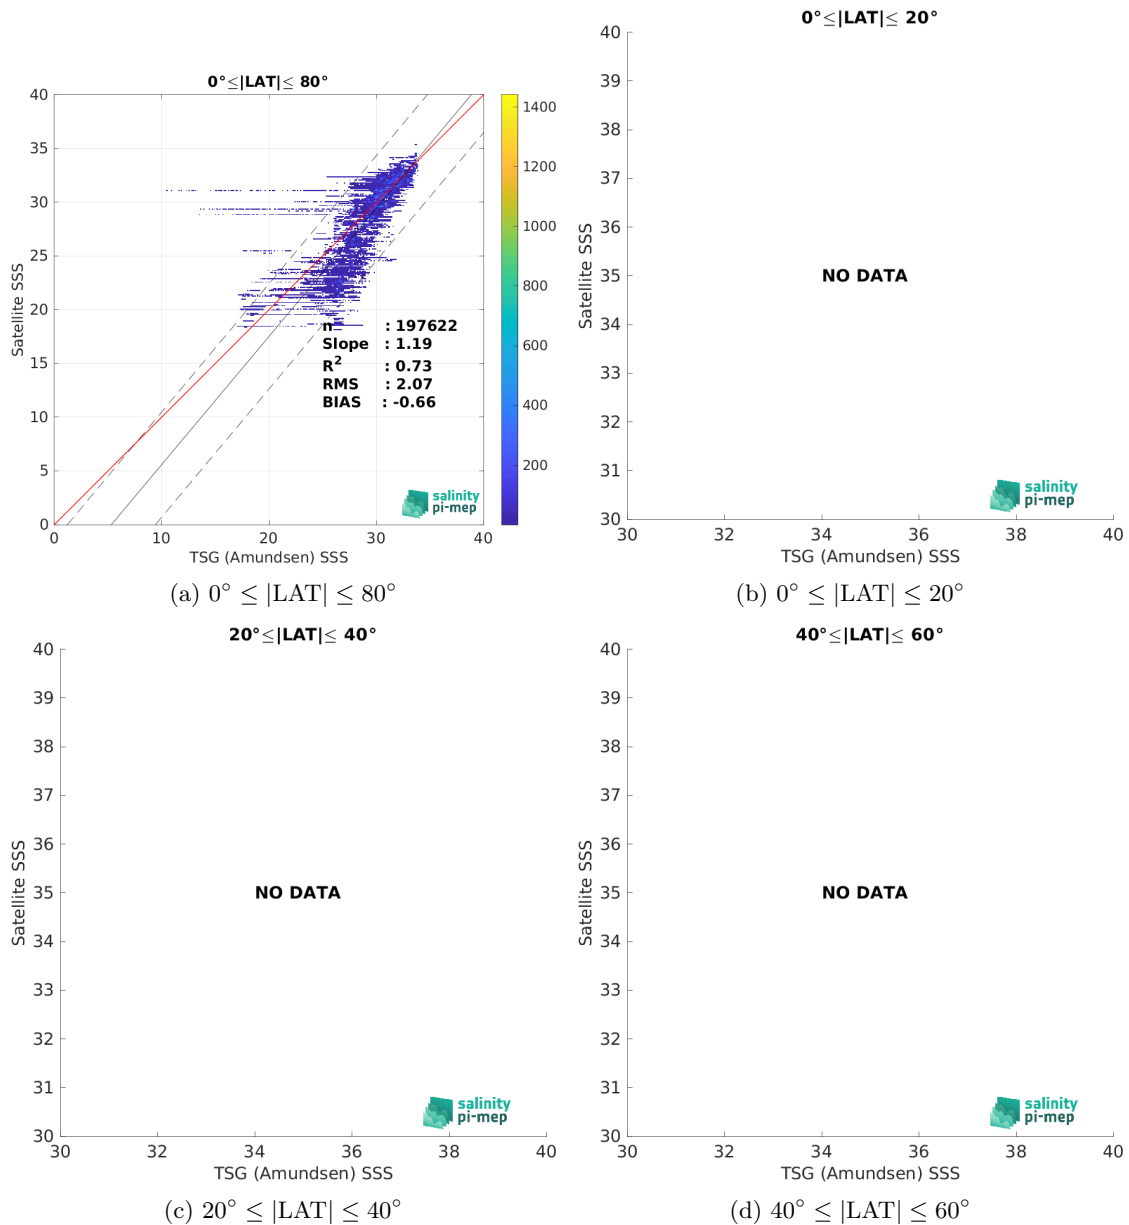 0°≤|LAT|≤ 80°
40
35
30
25
20
15
10
5
0
Satellite SSS
0
10
20
30
40
TSG (Amundsen) SSS
n : 197622
Slope : 1.19
R² : 0.73
RMS : 2.07
BIAS : -0.66
salinity
pi-mep
1400
1200
1000
800
600
400
200
(a) 0° ≤ |LAT| ≤ 80°
0°≤|LAT|≤ 20°
40
39
38
37
36
35
34
33
32
31
30
Satellite SSS
NO DATA
salinity
pi-mep
30
32
34
36
38
40
TSG (Amundsen) SSS
(b) 0° ≤ |LAT| ≤ 20°
20°≤|LAT|≤ 40°
40
39
38
37
36
35
34
33
32
31
30
Satellite SSS
NO DATA
salinity
pi-mep
30
32
34
36
38
40
TSG (Amundsen) SSS
(c) 20° ≤ |LAT| ≤ 40°
40°≤|LAT|≤ 60°
40
39
38
37
36
35
34
33
32
31
30
Satellite SSS
NO DATA
salinity
pi-mep
30
32
34
36
38
40
TSG (Amundsen) SSS
(d) 40° ≤ |LAT| ≤ 60°